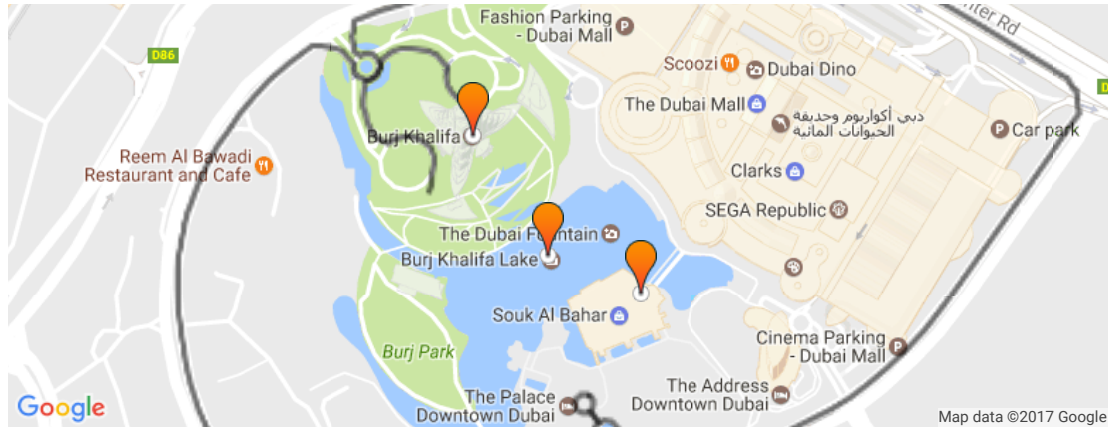 Fashion Parking
- Dubai Mall
nter Rd
D86
D
Scoozi
Dubai Dino
The Dubai Mall
دبي أكواريوم وحديقة
الحيوانات المائية
Car park
Burj Khalifa
Reem Al Bawadi
Restaurant and Cafe
Clarks
SEGA Republic
The Dubai Fountain
Burj Khalifa Lake
Souk Al Bahar
Burj Park
Cinema Parking
- Dubai Mall
The Address
Downtown Dubai
The Palace
Downtown Dubai
Google
Map data ©2017 Google